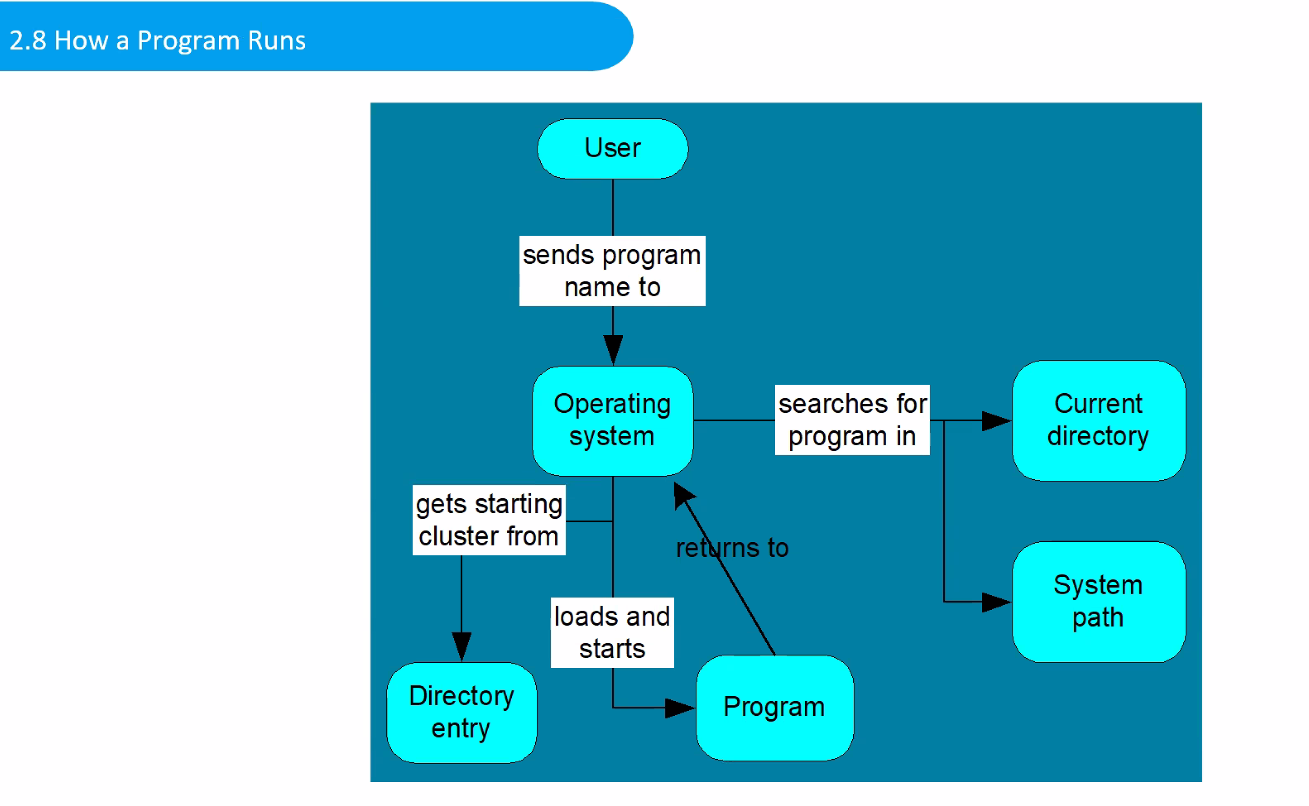 2.8 How a Program Runs
User
sends program
name to
Operating
system
searches for
program in
Current
directory
gets starting
cluster from
returns to
System
path
loads and
starts
Directory
entry
Program